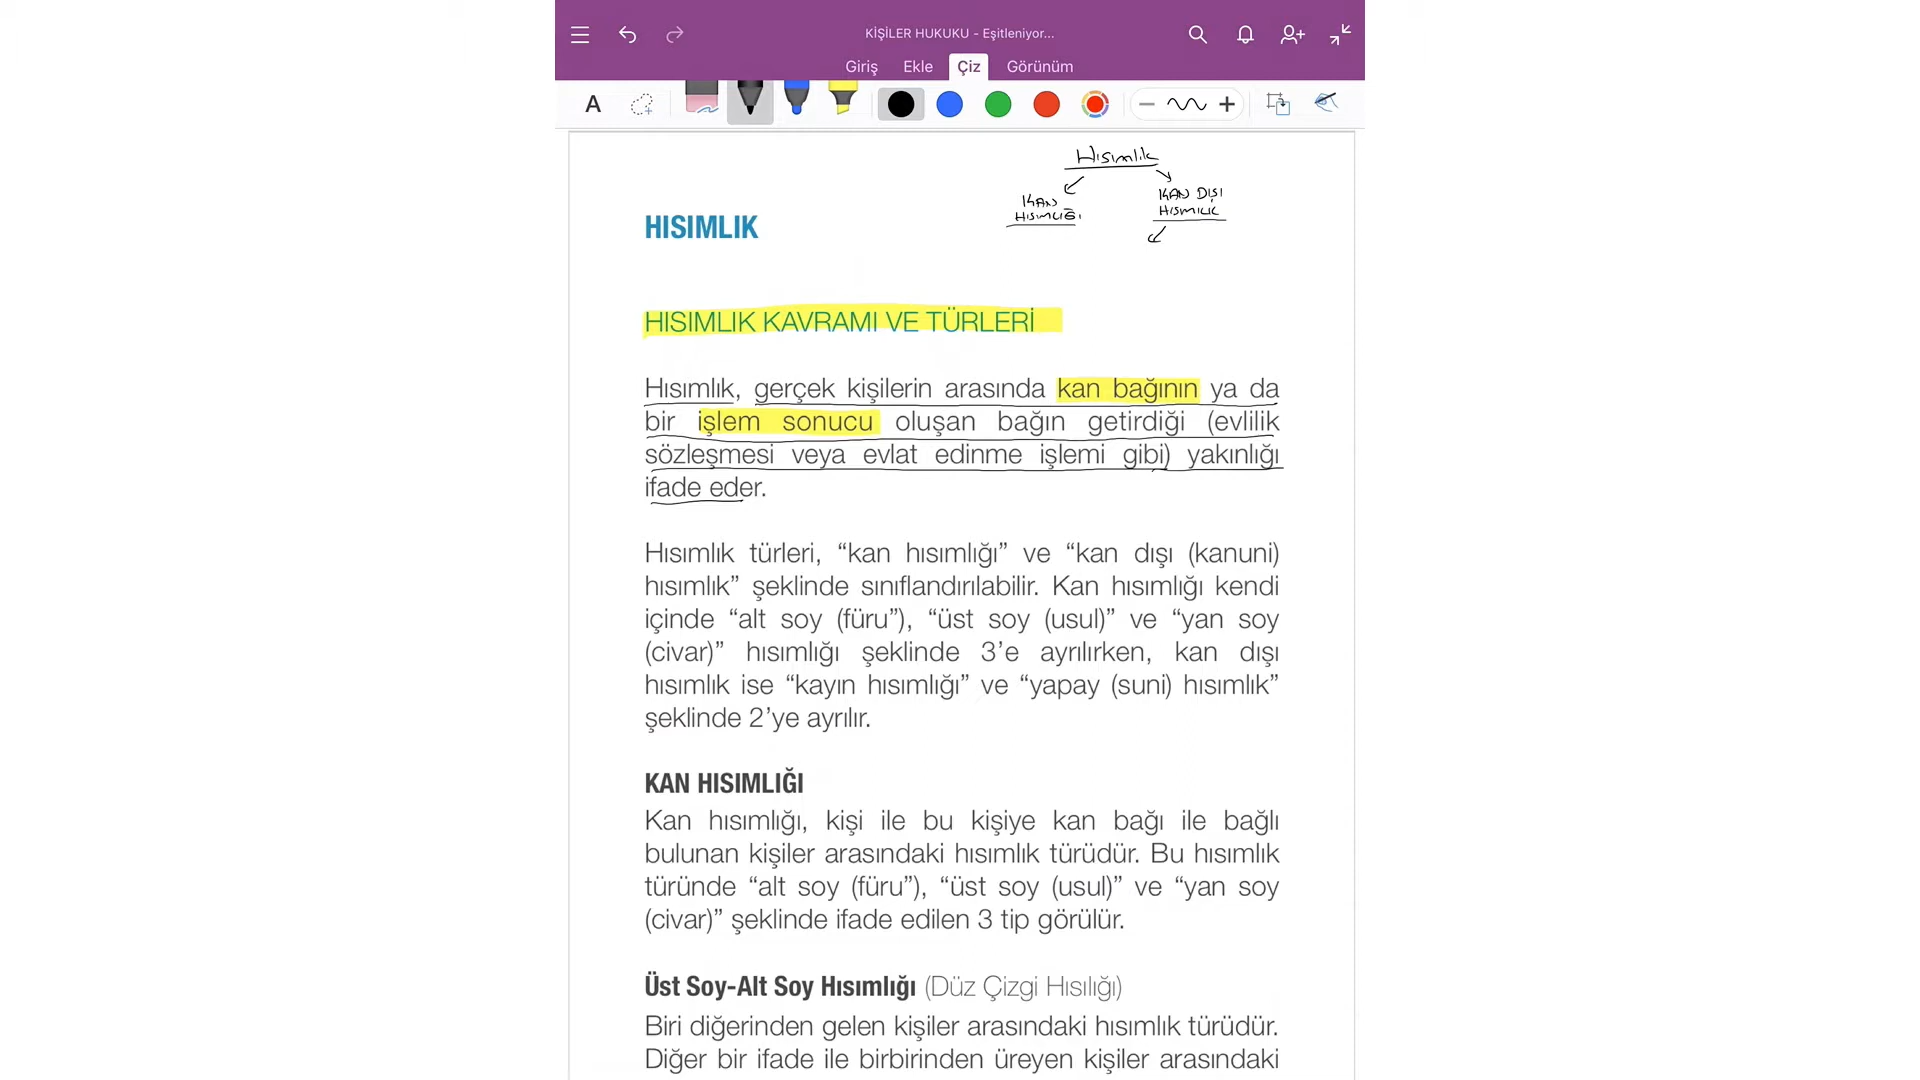 KİŞİLER HUKUKU - Eşitleniyor...
Giriş Ekle Çiz Görünüm
A
Hısımlık
KAN
HISIMLIĞI
KAN DIŞI
HISIMLIK
HISIMLIK
HISIMLIK KAVRAMI VE TÜRLERİ
Hısımlık, gerçek kişilerin arasında kan bağının ya da
bir işlem sonucu oluşan bağın getirdiği (evlilik
sözleşmesi veya evlat edinme işlemi gibi) yakınlığı
ifade eder.
Hısımlık türleri, “kan hısımlığı” ve “kan dışı (kanuni)
hısımlık” şeklinde sınıflandırılabilir. Kan hısımlığı kendi
içinde “alt soy (füru”), “üst soy (usul)” ve “yan soy
(civar)” hısımlığı şeklinde 3’e ayrılırken, kan dışı
hısımlık ise “kayın hısımlığı” ve “yapay (suni) hısımlık”
şeklinde 2’ye ayrılır.
KAN HISIMLIĞI
Kan hısımlığı, kişi ile bu kişiye kan bağı ile bağlı
bulunan kişiler arasındaki hısımlık türüdür. Bu hısımlık
türünde “alt soy (füru”), “üst soy (usul)” ve “yan soy
(civar)” şeklinde ifade edilen 3 tip görülür.
Üst Soy-Alt Soy Hısımlığı (Düz Çizgi Hısılığı)
Biri diğerinden gelen kişiler arasındaki hısımlık türüdür.
Diğer bir ifade ile birbirinden üreyen kişiler arasındaki